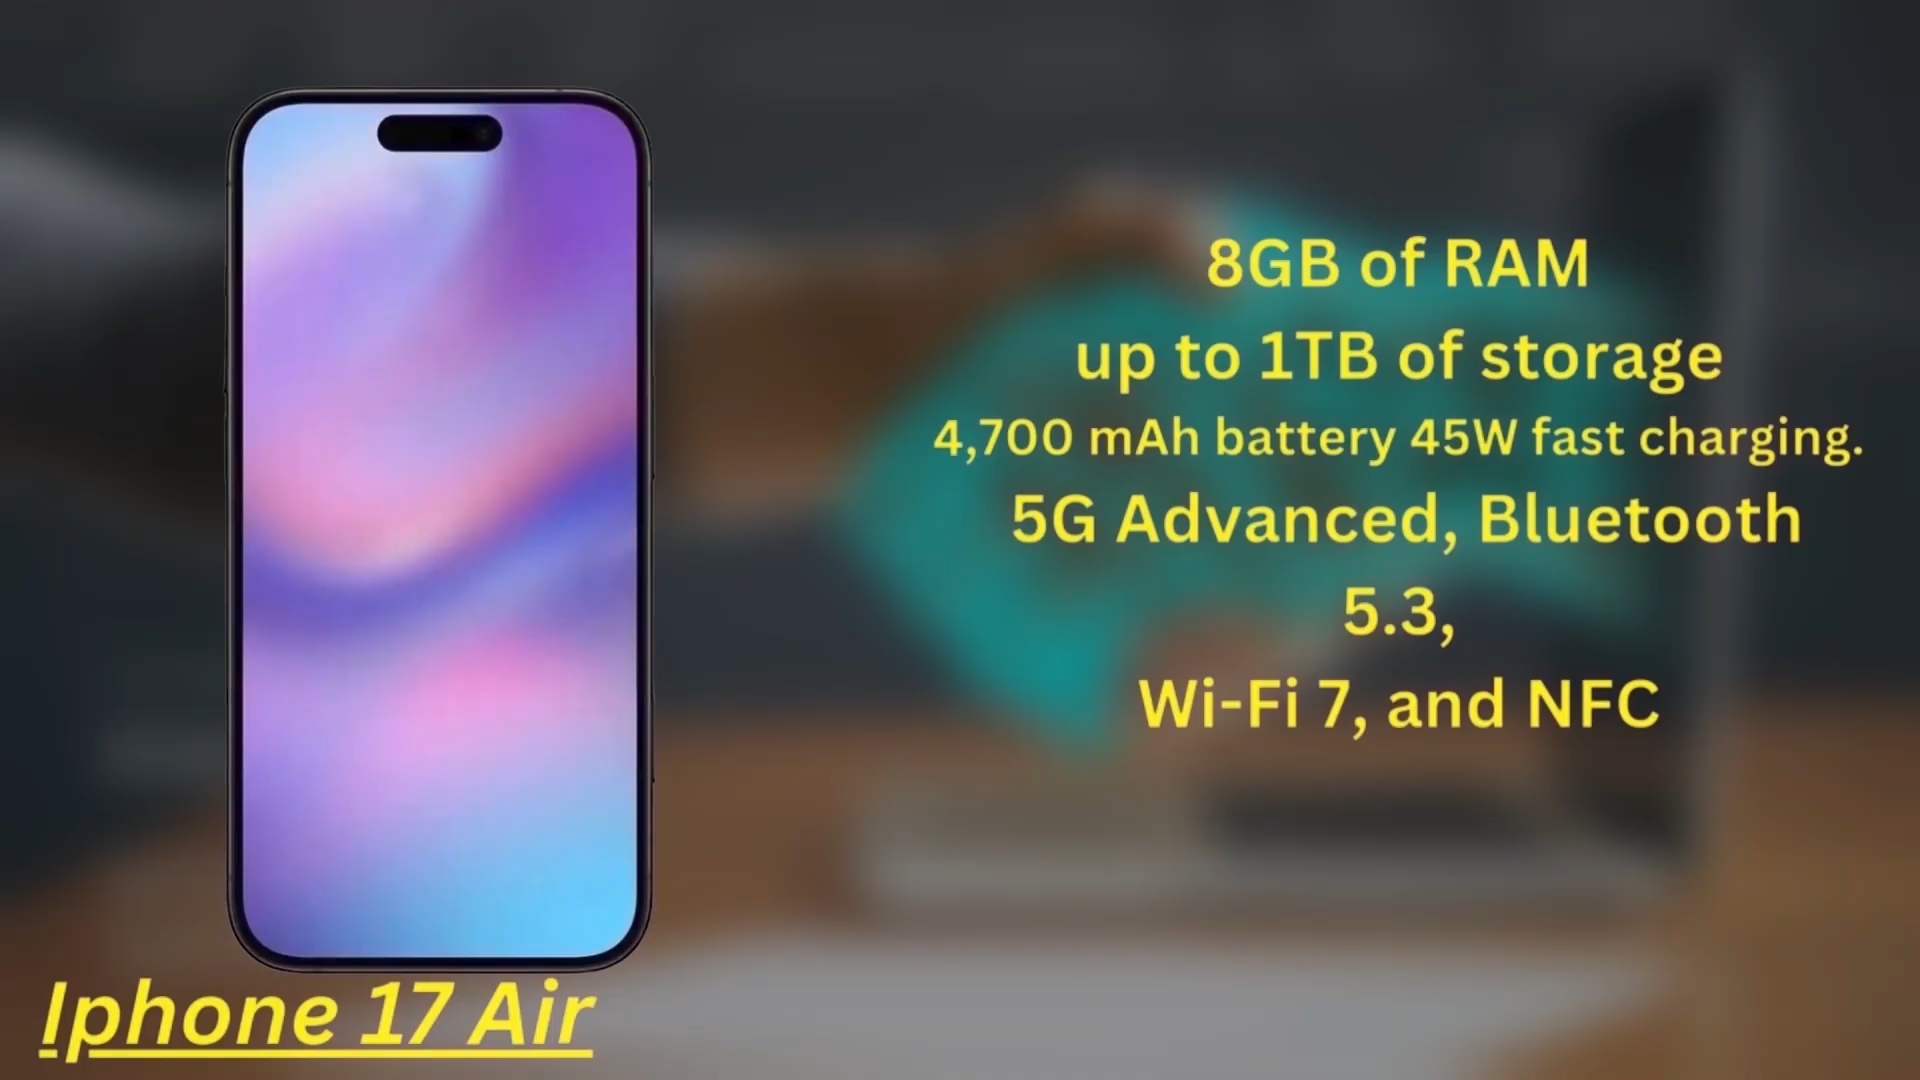 8GB of RAM
up to 1TB of storage
4,700 mAh battery 45W fast charging.
5G Advanced, Bluetooth
5.3,
Wi-Fi 7, and NFC
Iphone 17 Air